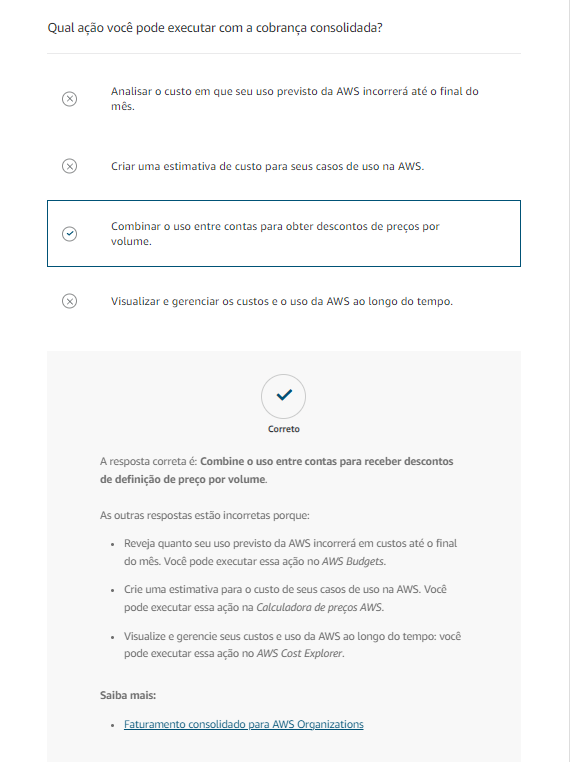 Qual ação você pode executar com a cobrança consolidada?
Analisar o custo em que seu uso previsto da AWS incorrerá até o final do
mês.
Criar uma estimativa de custo para seus casos de uso na AWS.
Combinar o uso entre contas para obter descontos de preços por
volume.
Visualizar e gerenciar os custos e o uso da AWS ao longo do tempo.
Correto
A resposta correta é: Combine o uso entre contas para receber descontos
de definição de preço por volume.
As outras respostas estão incorretas porque:
• Reveja quanto seu uso previsto da AWS incorrerá em custos até o final
do mês. Você pode executar essa ação no AWS Budgets.
• Crie uma estimativa para o custo de seus casos de uso na AWS. Você
pode executar essa ação na Calculadora de preços AWS.
• Visualize e gerencie seus custos e uso da AWS ao longo do tempo: você
pode executar essa ação no AWS Cost Explorer.
Saiba mais:
• Faturamento consolidado para AWS Organizations